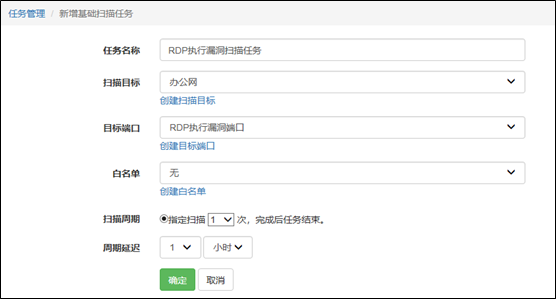 任务管理 / 新增基础扫描任务
任务名称 RDP执行漏洞扫描任务
扫描目标 办公网
创建扫描目标
目标端口 RDP执行漏洞端口
创建目标端口
白名单 无
创建白名单
扫描周期 指定扫描 1 次，完成后任务结束。
周期延迟 1 小时
确定 取消